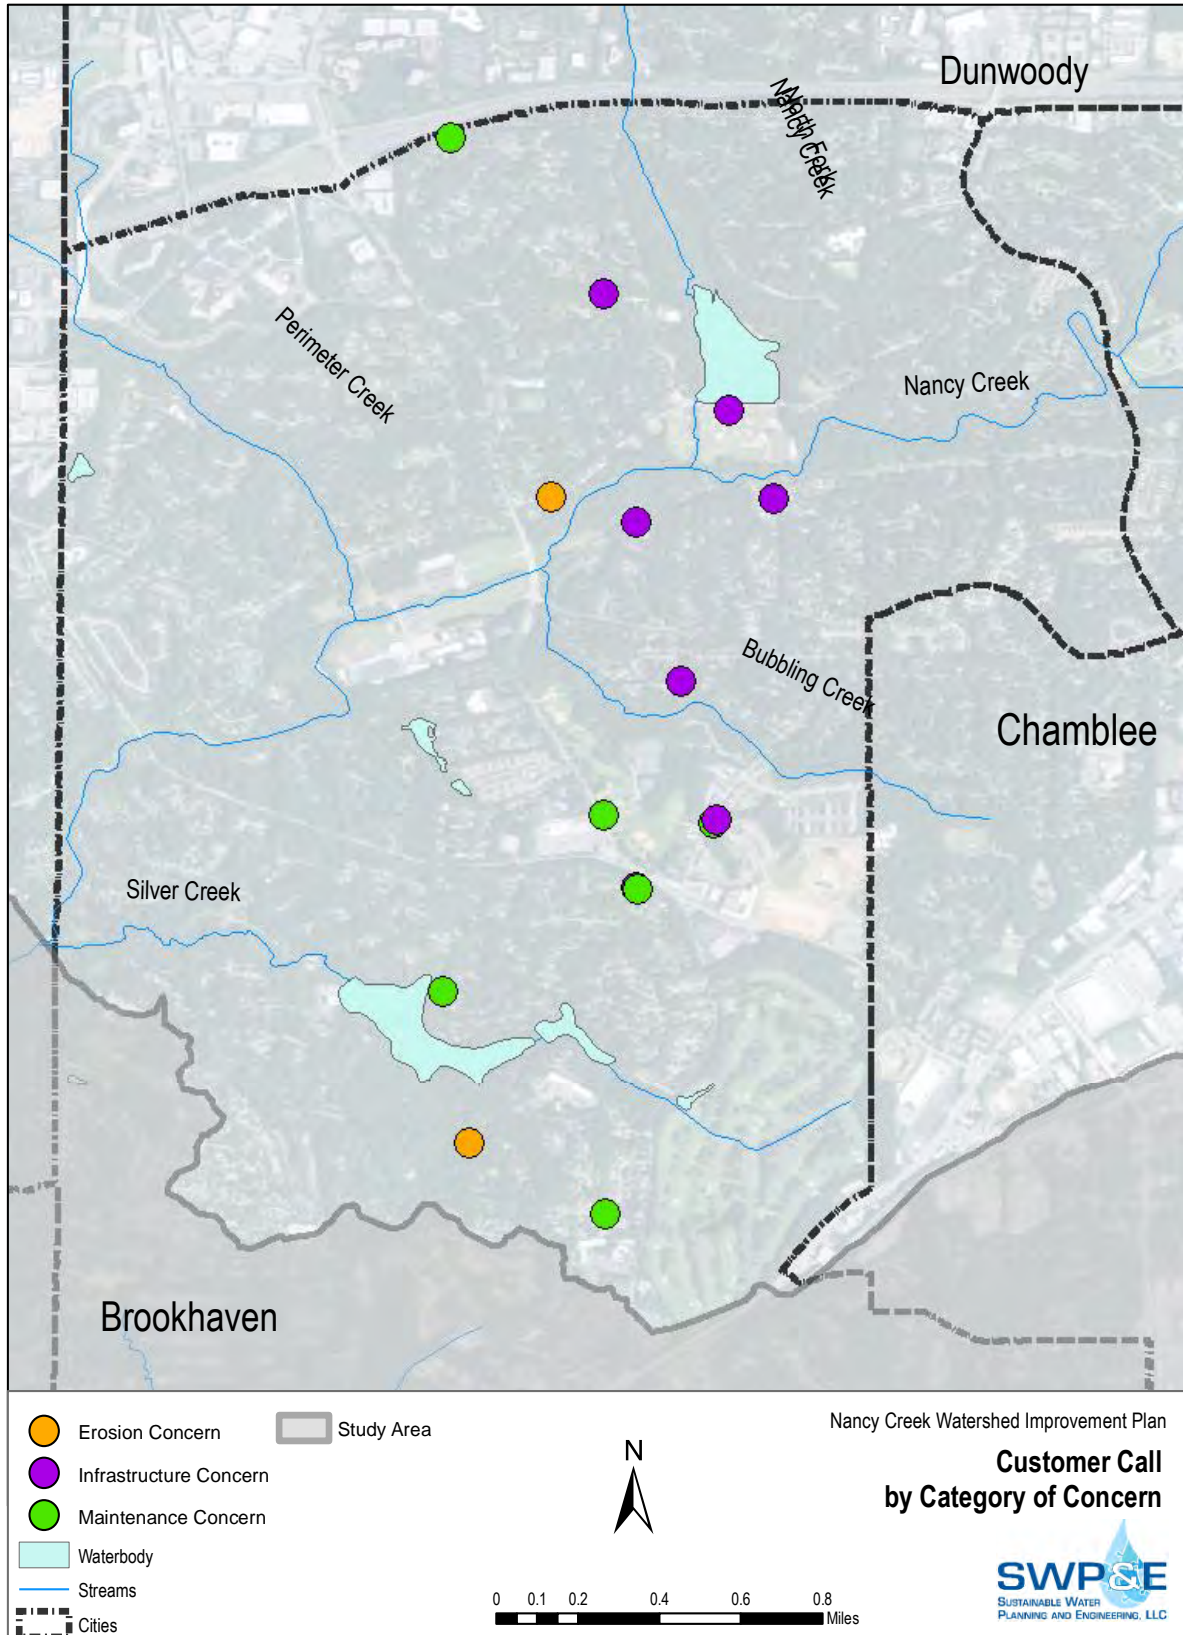 Dunwoody
North Fork
Nancy Creek
Perimeter Creek
Nancy Creek
Bubbling Creek
Chamblee
Silver Creek
Brookhaven
Erosion Concern
Infrastructure Concern
Maintenance Concern
Waterbody
Streams
Cities
Study Area
N
0 0.1 0.2 0.4 0.6 0.8
Miles
Nancy Creek Watershed Improvement Plan
Customer Call
by Category of Concern
SWP&E
SUSTAINABLE WATER
PLANNING AND ENGINEERING, LLC